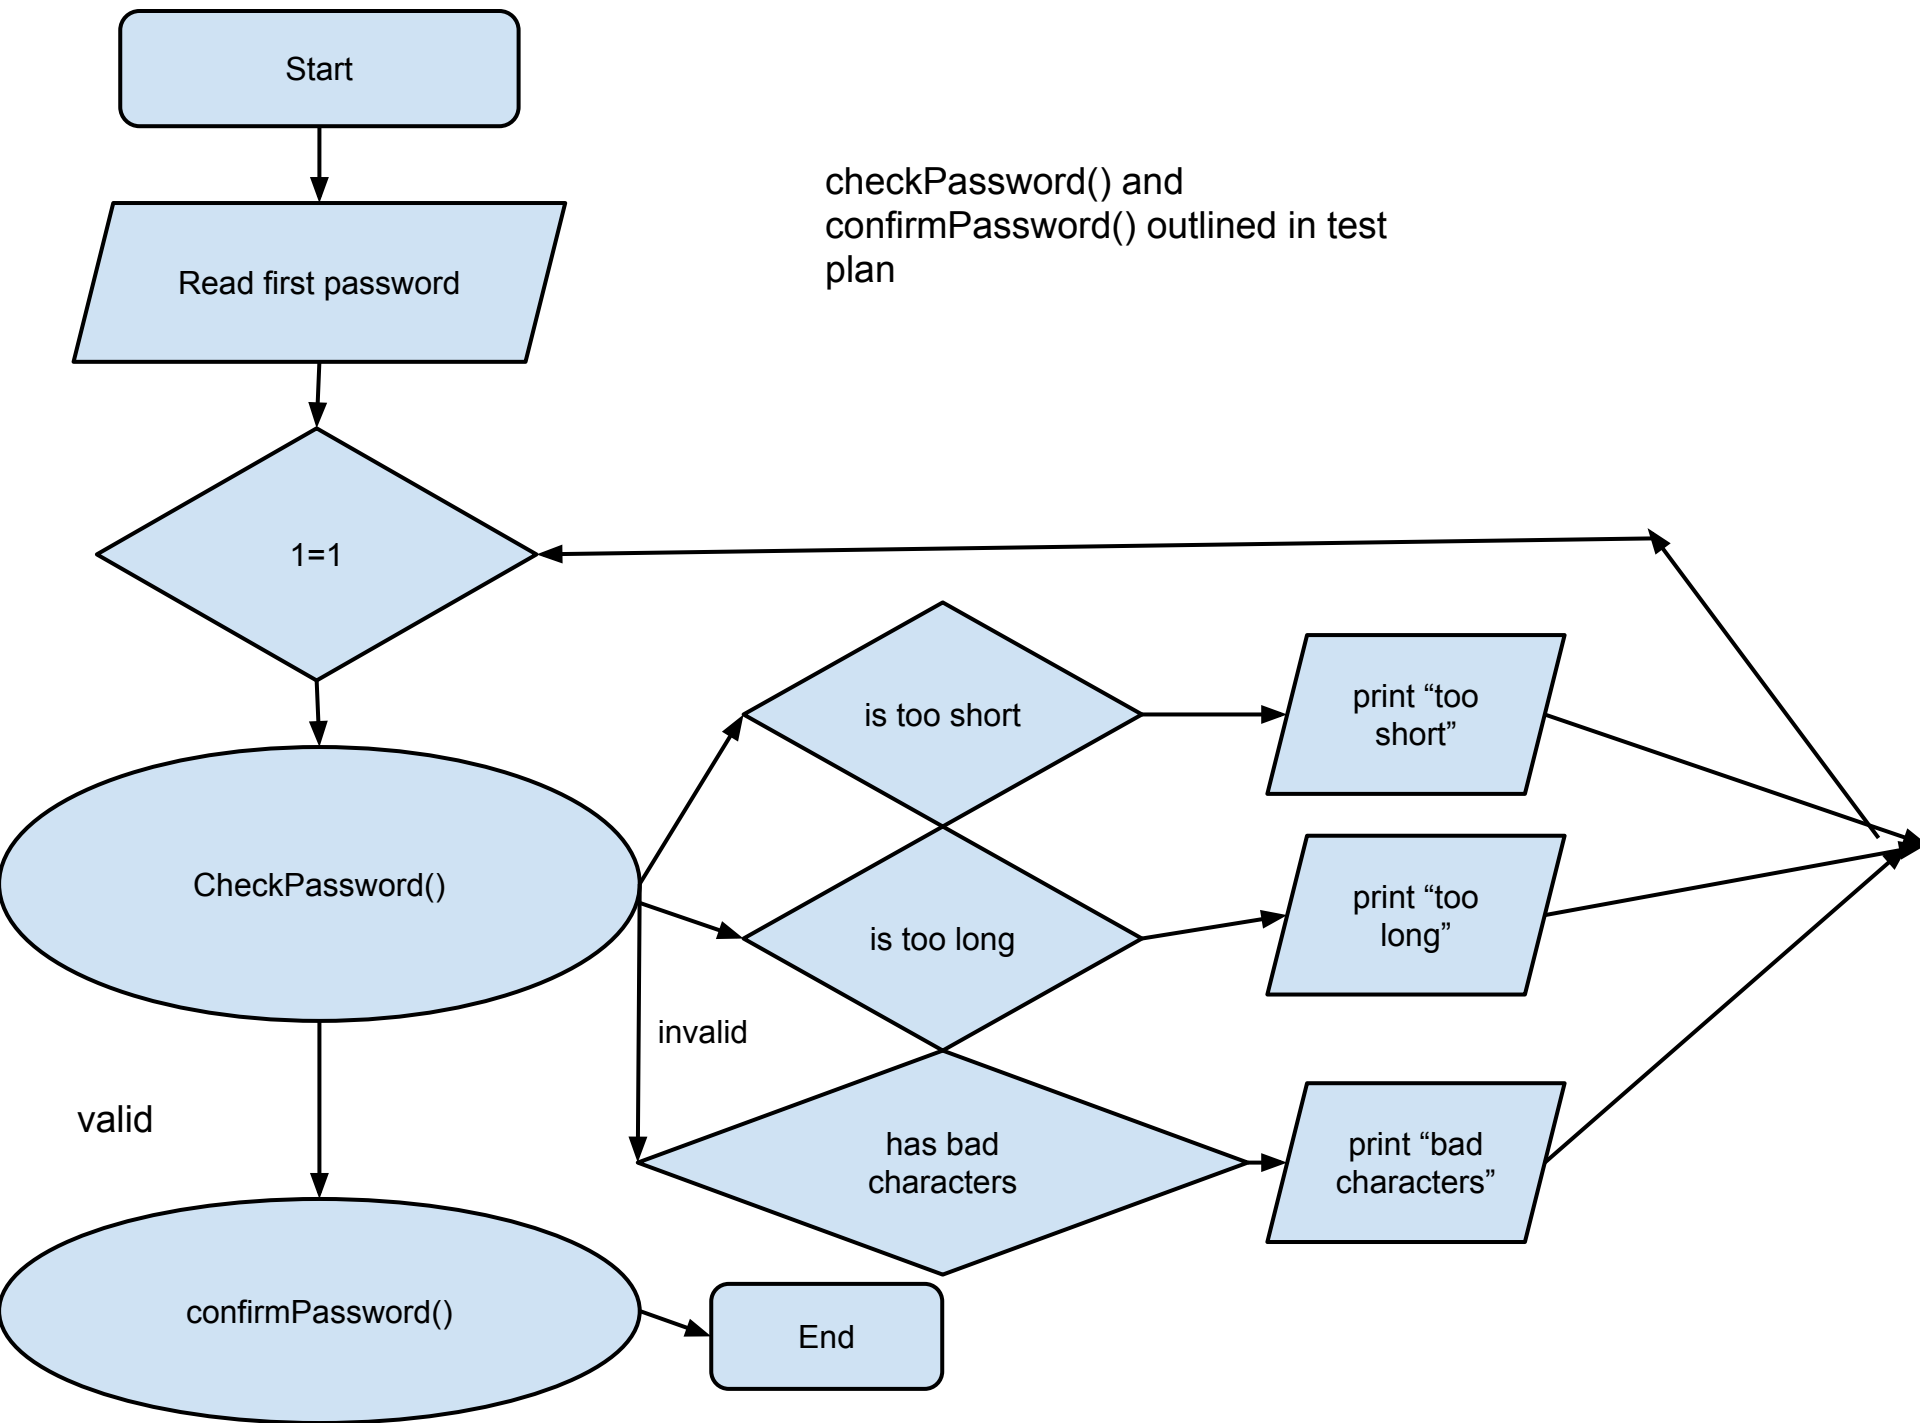 Start
checkPassword() and
confirmPassword() outlined in test
plan
Read first password
1=1
is too short
print “too
short”
CheckPassword()
is too long
print “too
long”
invalid
valid
has bad
characters
print “bad
characters”
confirmPassword()
End